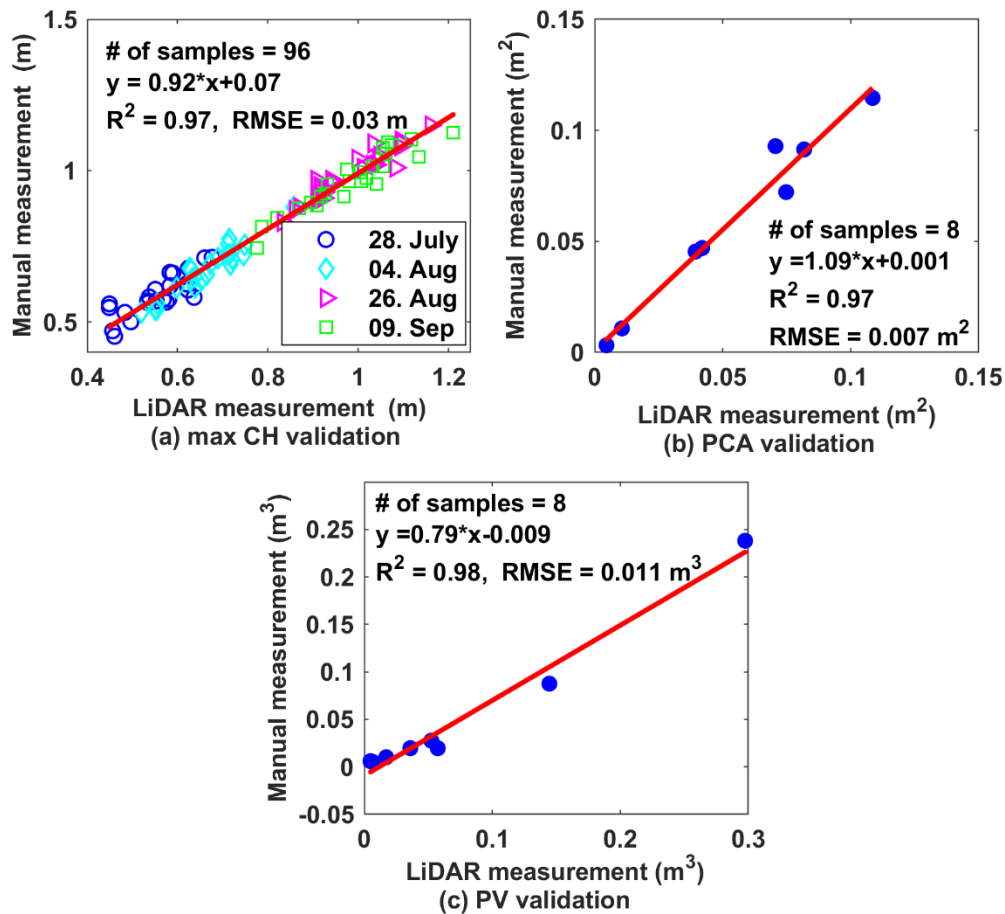 1.5
1
0.5
Manual measurement (m)
# of samples = 96
y = 0.92*x+0.07
R² = 0.97, RMSE = 0.03 m
28. July
04. Aug
26. Aug
09. Sep
0.4 0.6 0.8 1 1.2
LiDAR measurement (m)
(a) max CH validation
0.15
0.1
0.05
0
Manual measurement (m²)
# of samples = 8
y =1.09*x+0.001
R² = 0.97
RMSE = 0.007 m²
0 0.05 0.1 0.15
LiDAR measurement (m²)
(b) PCA validation
0.25
0.2
0.15
0.1
0.05
0
-0.05
Manual measurement (m³)
# of samples = 8
y =0.79*x-0.009
R² = 0.98, RMSE = 0.011 m³
0 0.1 0.2 0.3
LiDAR measurement (m³)
(c) PV validation